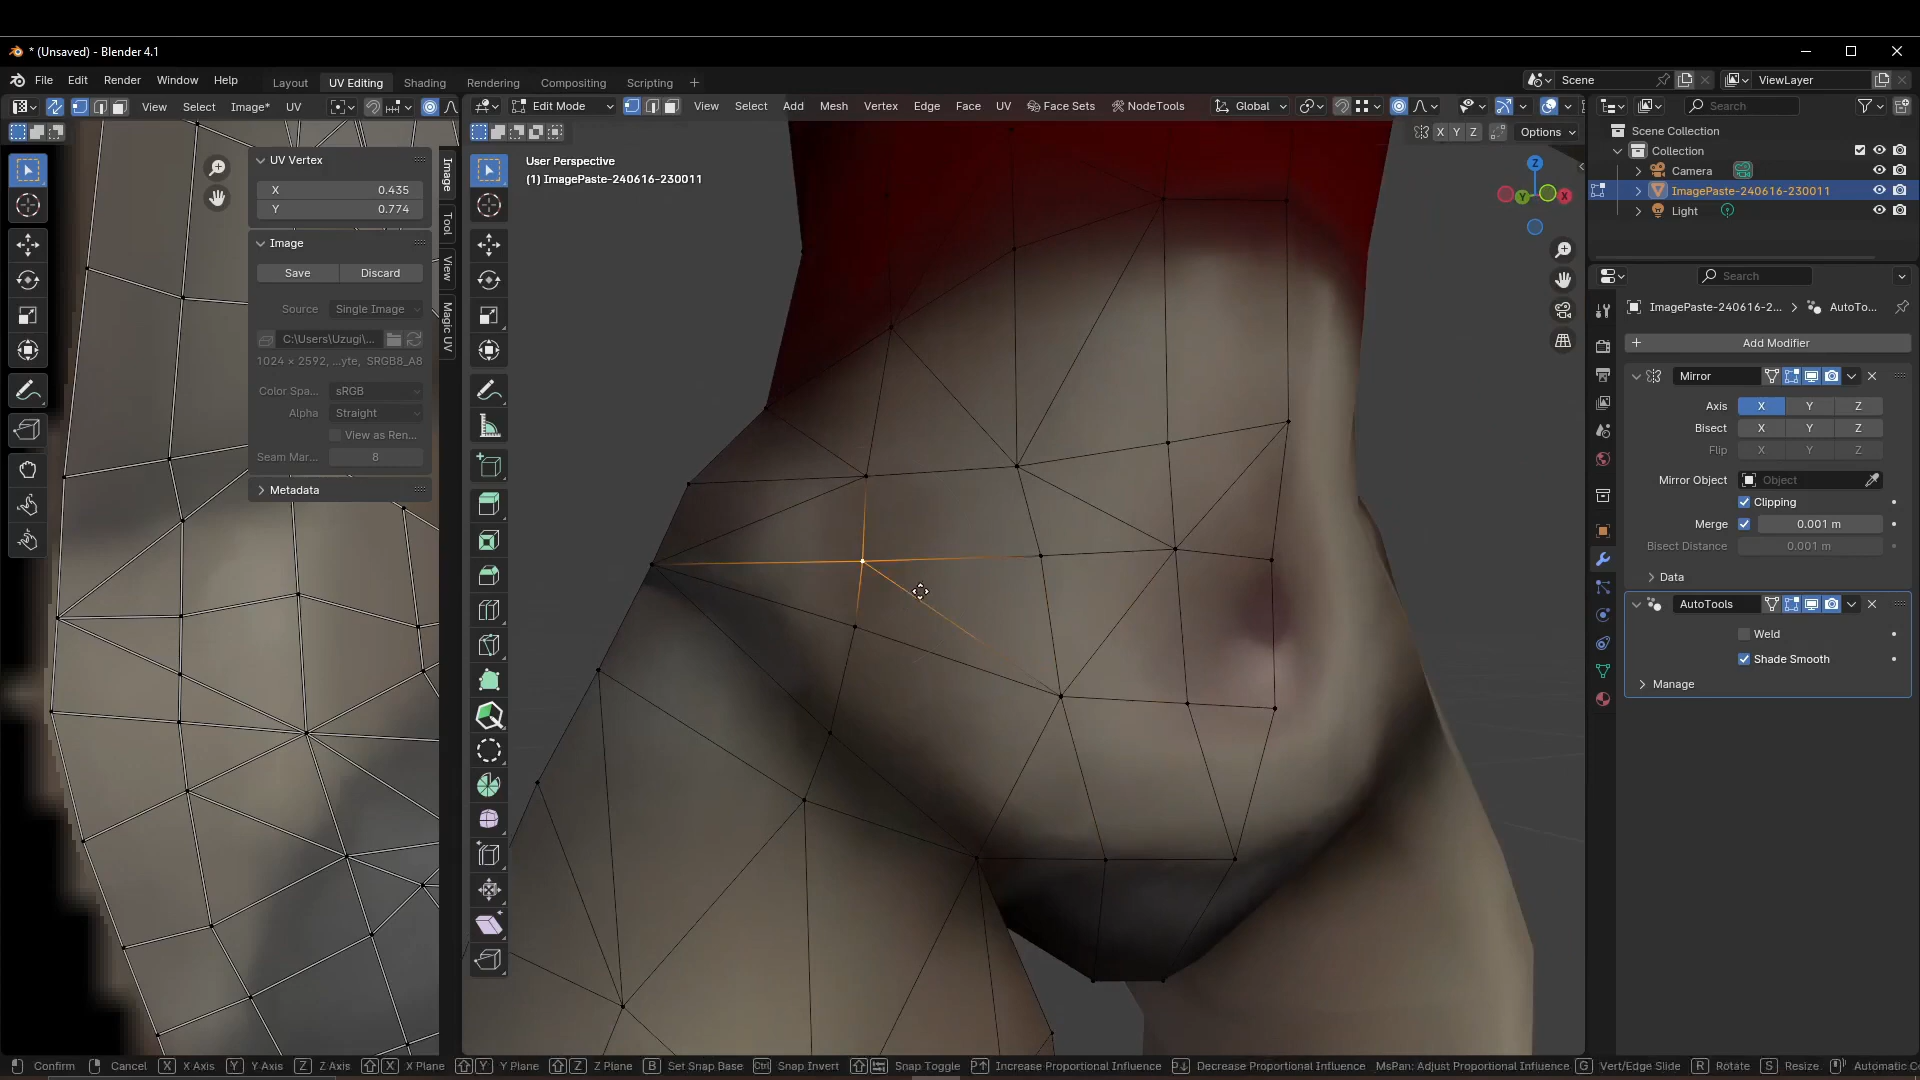 * (Unsaved) - Blender 4.1
File Edit Render Window Help Layout UV Editing Shading Rendering Compositing Scripting + Scene ViewLayer
View Select Image* UV Edit Mode View Select Add Mesh Vertex Edge Face UV Face Sets NodeTools Global Search
X Y Z Options
Scene Collection
Collection
Camera
ImagePaste-240616-230011
Light
UV Vertex
X 0.435
Y 0.774
Image
Save Discard
Source Single Image
C:\Users\Uzugi\...
1024 × 2592, ...yte, SRGB8_A8
Color Spa... sRGB
Alpha Straight
View as Ren...
Seam Mar... 8
Metadata
Image
Tool
View
Magic UV
User Perspective
(1) ImagePaste-240616-230011
Z
Y
X
Search
ImagePaste-240616-2... > AutoTo...
+ Add Modifier
Mirror
Axis X Y Z
Bisect X Y Z
Flip X Y Z
Mirror Object Object
Clipping
Merge 0.001 m
Bisect Distance 0.001 m
Data
AutoTools
Weld
Shade Smooth
Manage
Confirm Cancel X X Axis Y Y Axis Z Z Axis X X Plane Y Y Plane Z Z Plane B Set Snap Base Ctrl Snap Invert Snap Toggle P↑ Increase Proportional Influence P↓ Decrease Proportional Influence MsPan: Adjust Proportional Influence G Vert/Edge Slide R Rotate S Resize Automatic Co